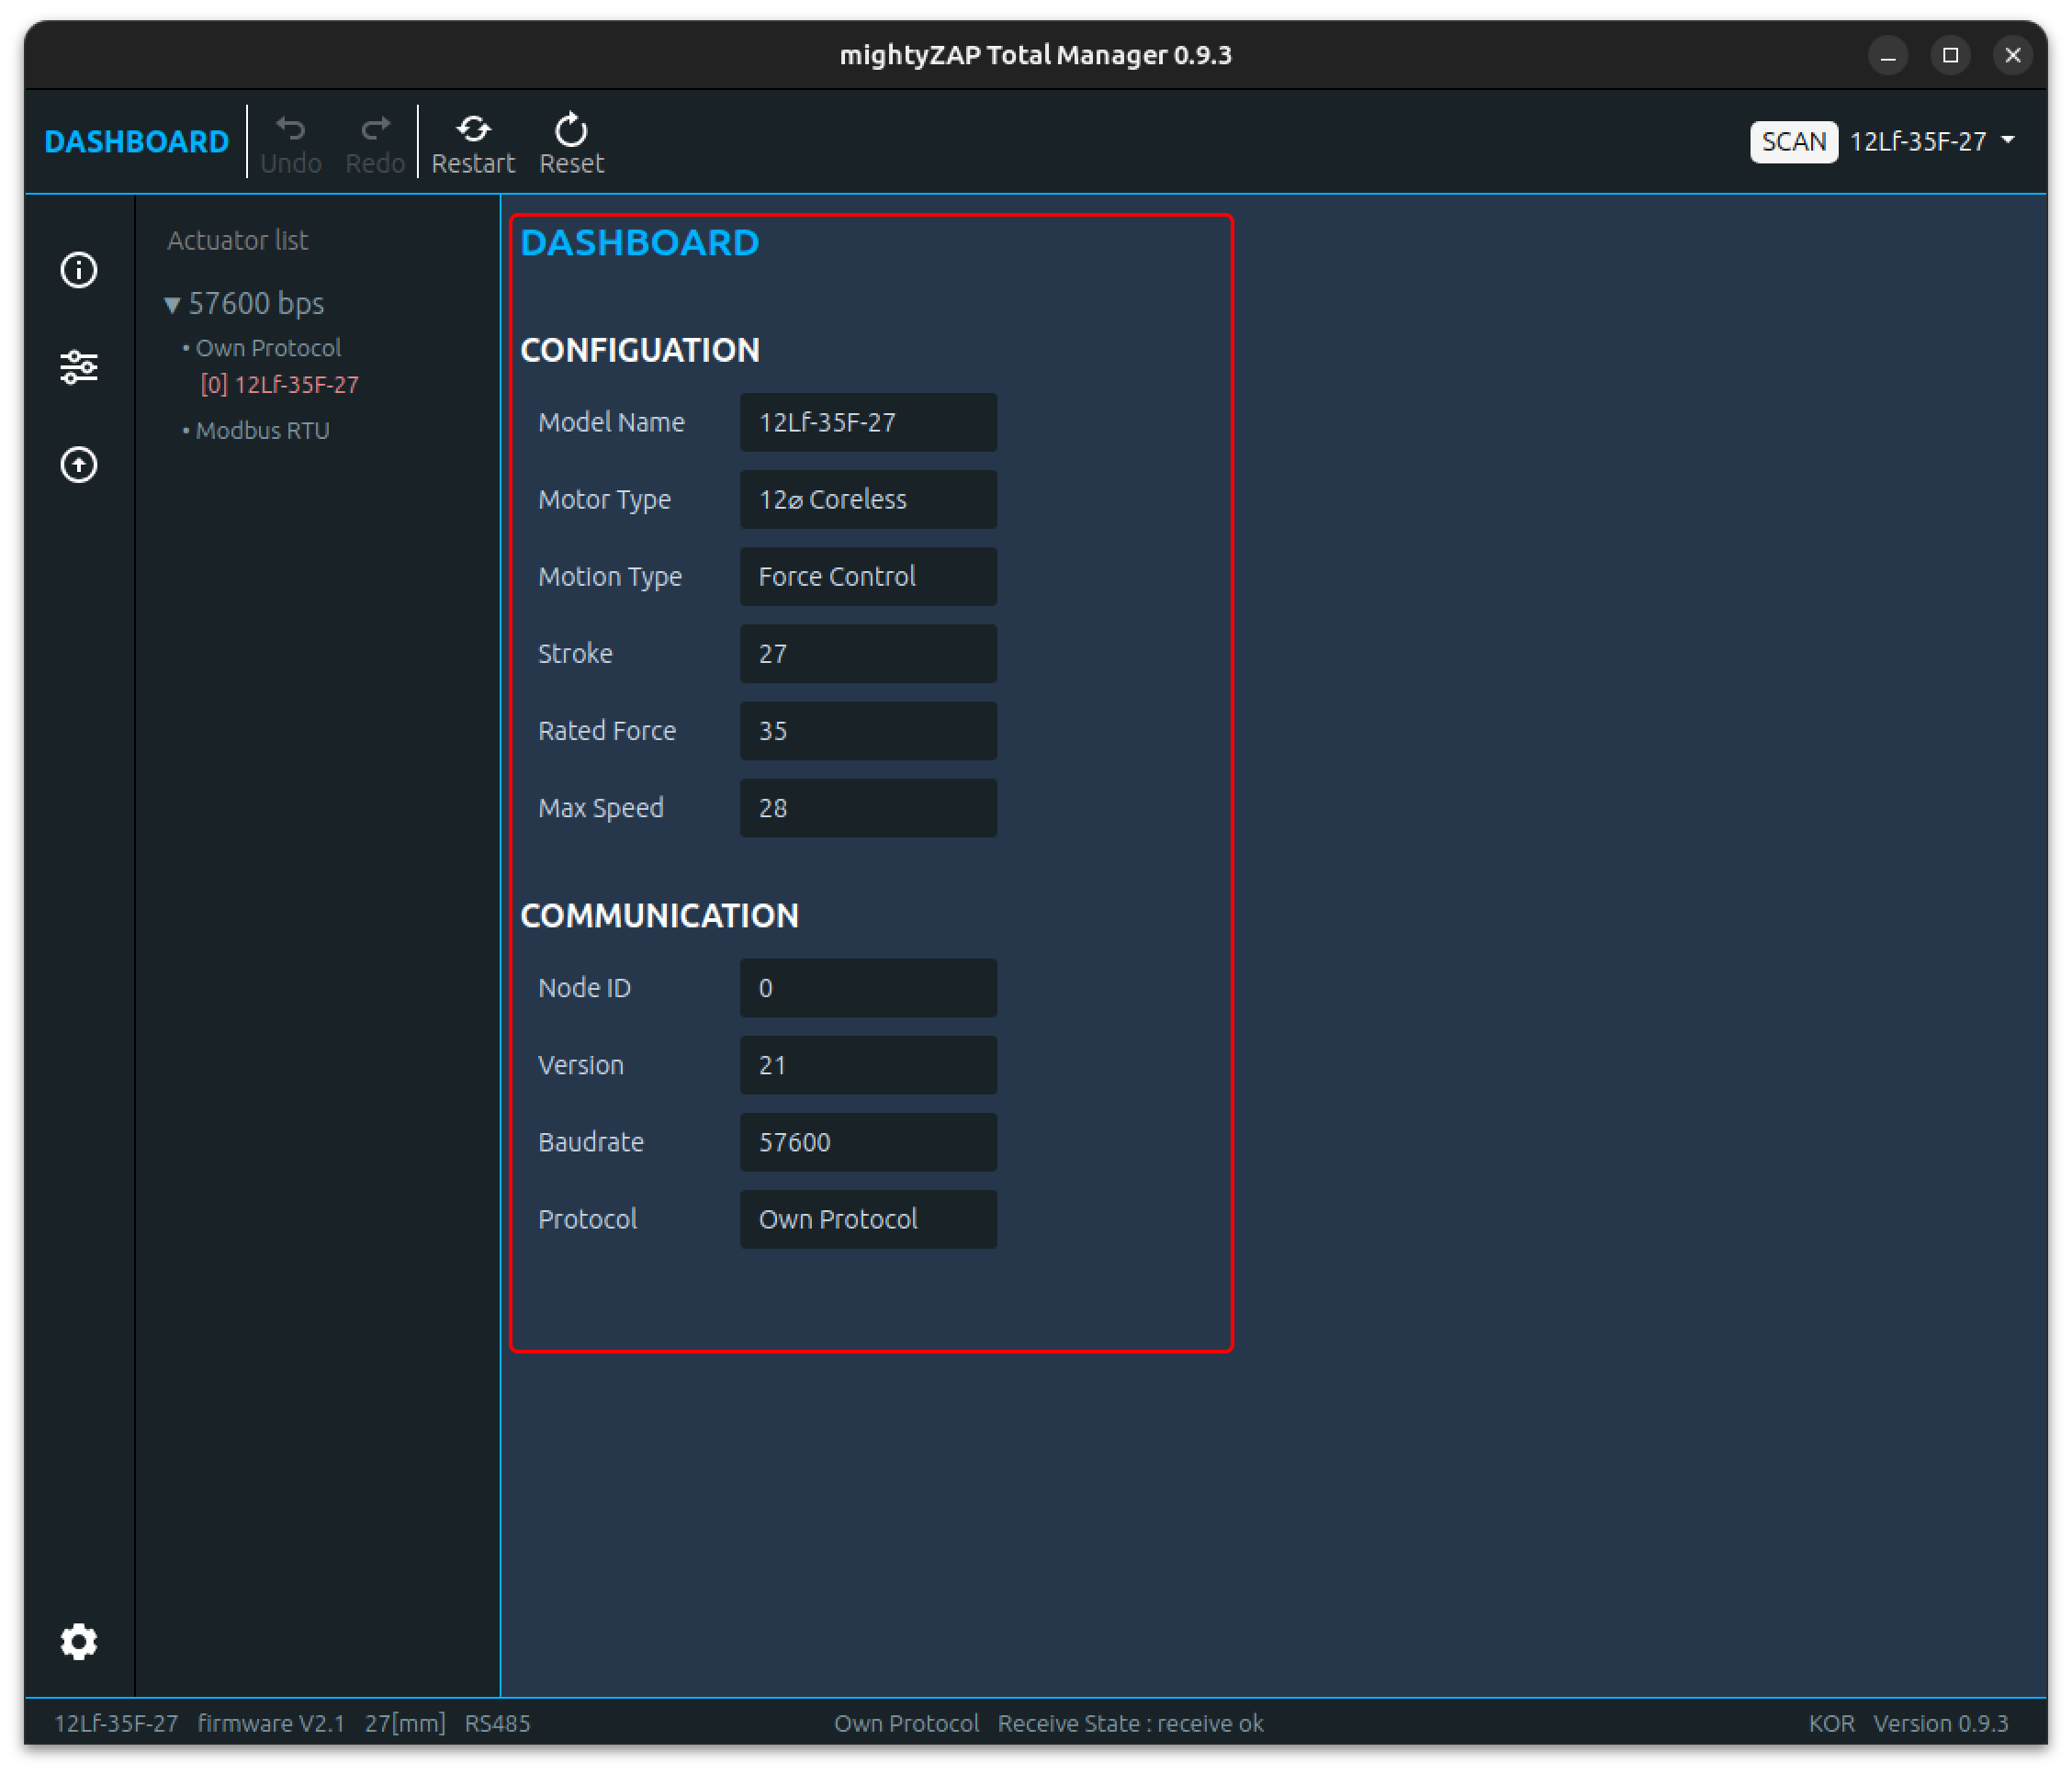 mightyZAP Total Manager 0.9.3
DASHBOARD Undo Redo Restart Reset SCAN 12Lf-35F-27
Actuator list
▼ 57600 bps
• Own Protocol
[0] 12Lf-35F-27
• Modbus RTU
DASHBOARD
CONFIGUATION
Model Name 12Lf-35F-27
Motor Type 12⌀ Coreless
Motion Type Force Control
Stroke 27
Rated Force 35
Max Speed 28
COMMUNICATION
Node ID 0
Version 21
Baudrate 57600
Protocol Own Protocol
12Lf-35F-27 firmware V2.1 27[mm] RS485 Own Protocol Receive State : receive ok KOR Version 0.9.3